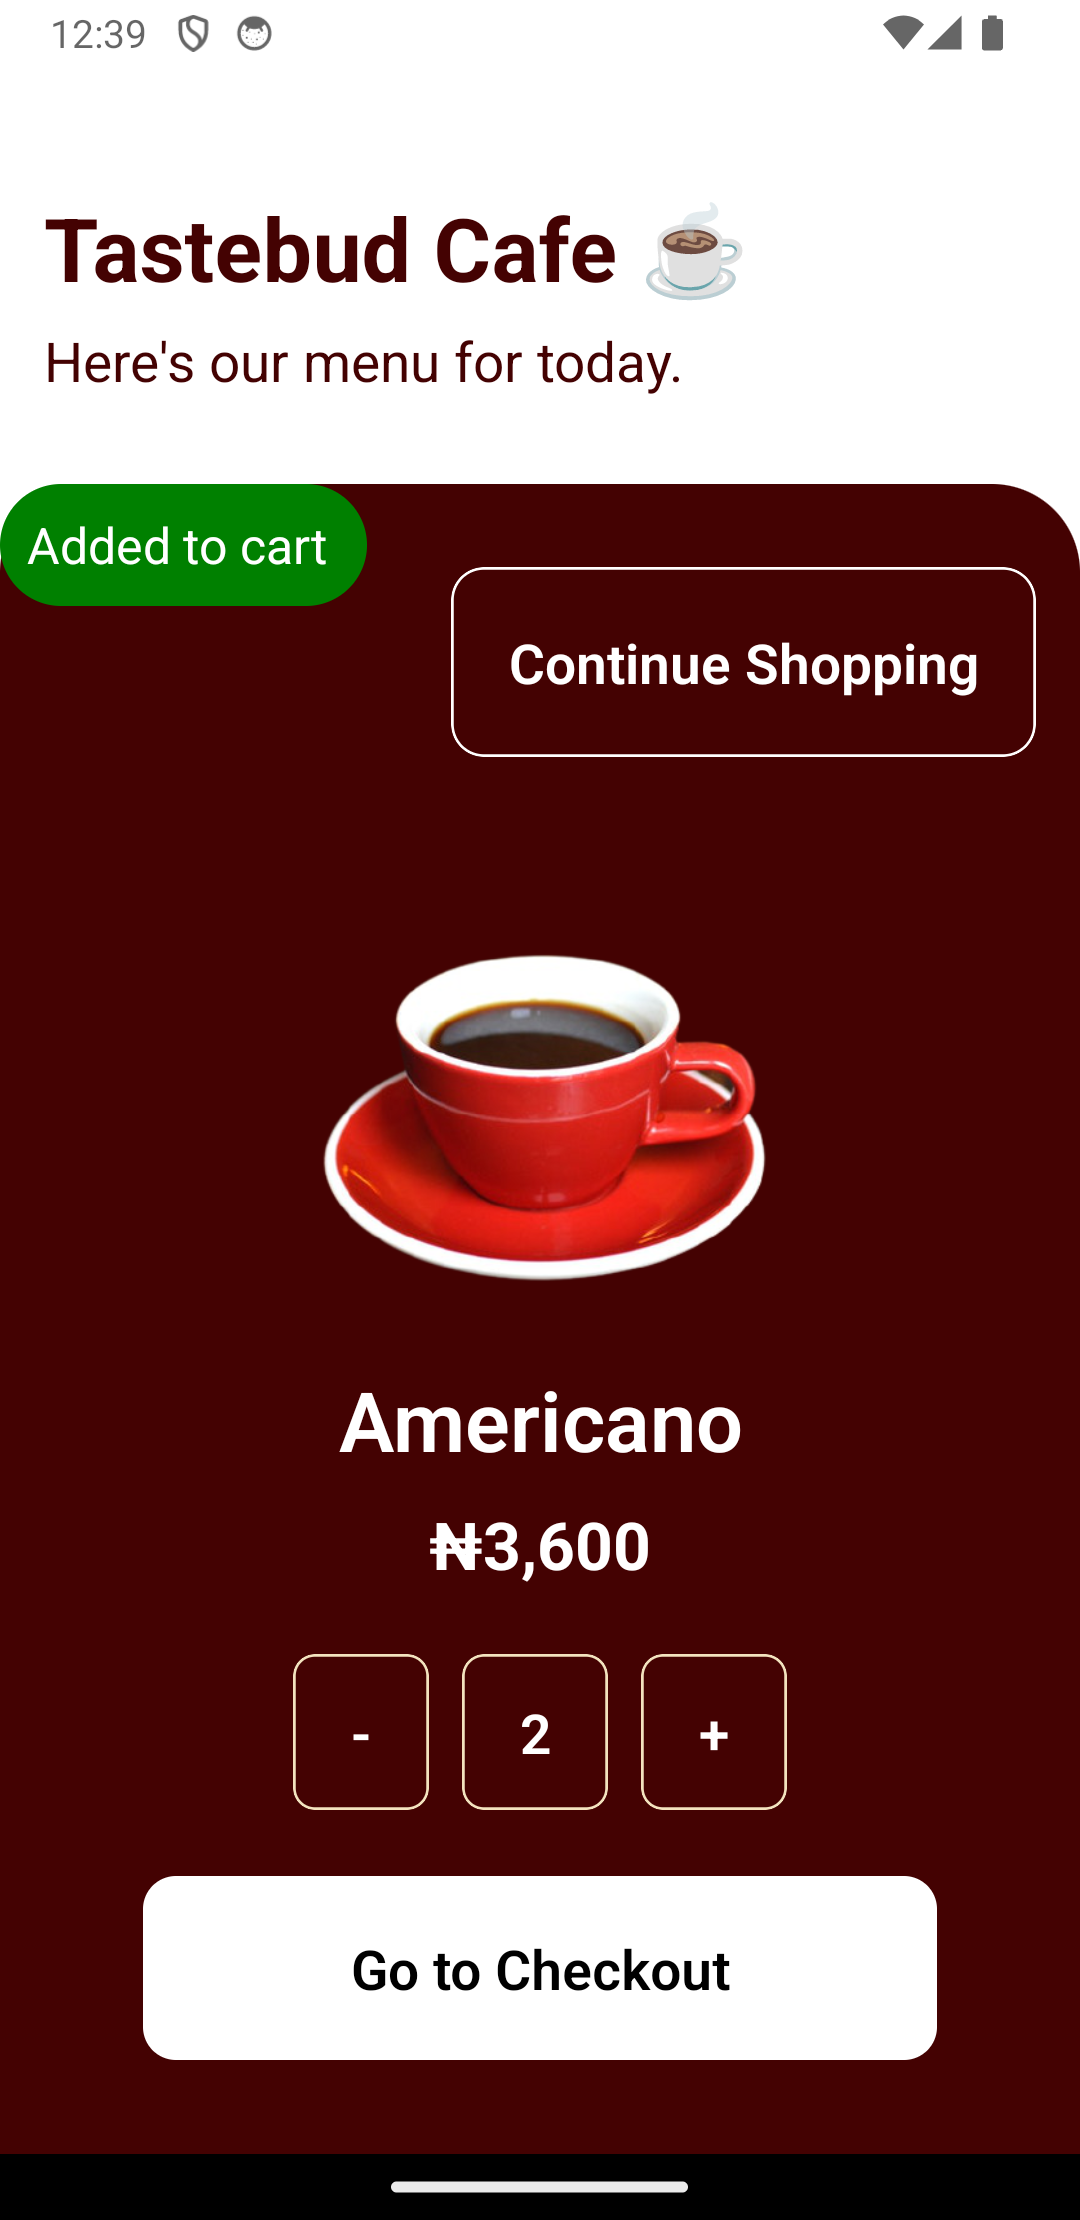 12:39
Tastebud Cafe ☕
Here's our menu for today.
Added to cart
Continue Shopping
Americano
₦3,600
- 2 +
Go to Checkout